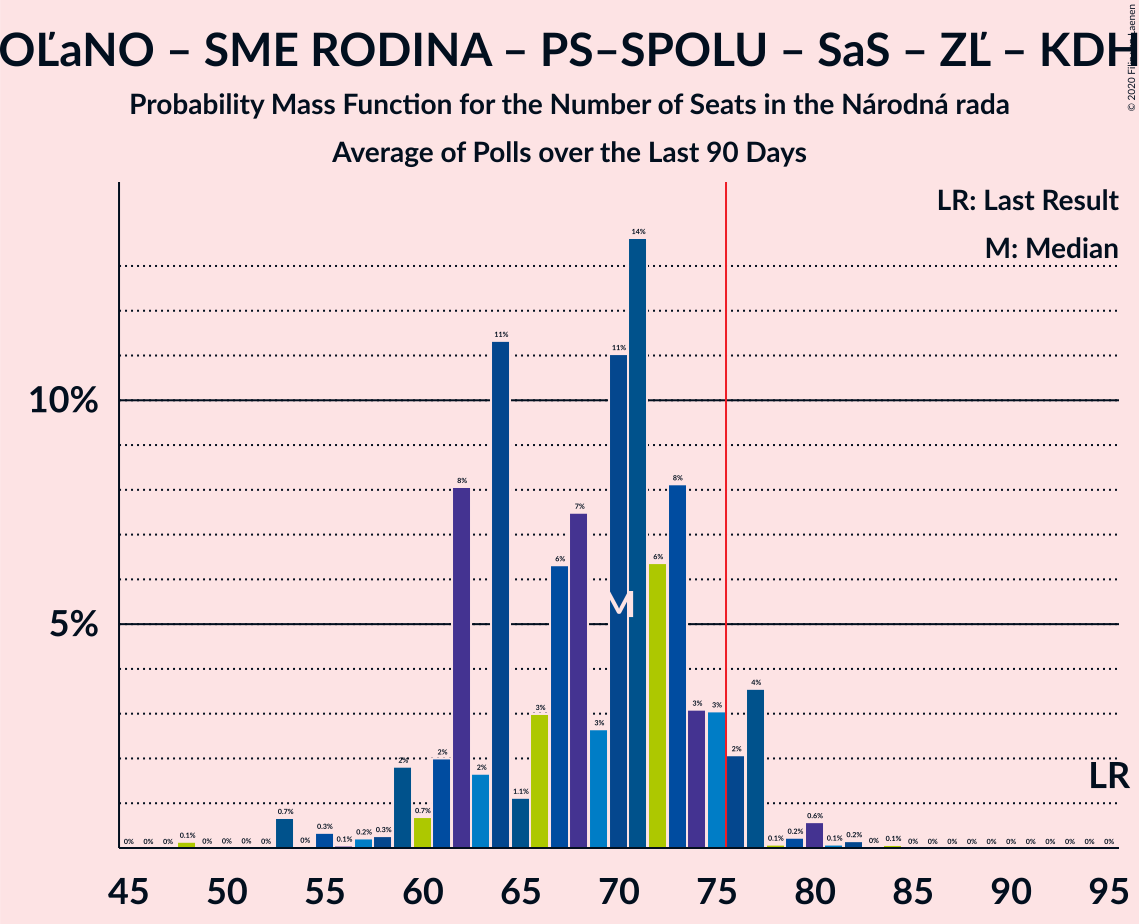 OĽaNO – SME RODINA – PS–SPOLU – SaS – ZĽ – KDH
Probability Mass Function for the Number of Seats in the Národná rada
Average of Polls over the Last 90 Days
© 2020 Filip Laenen
LR: Last Result
M: Median
10%
5%
0% 0% 0% 0.1% 0% 0% 0% 0% 0.7% 0% 0.3% 0.1% 0.2% 0.3% 2% 0.7% 2% 8% 2% 11% 1.1% 3% 6% 7% 3% 11% 14% 6% 8% 3% 3% 2% 4% 0.1% 0.2% 0.6% 0.1% 0.2% 0% 0.1% 0% 0% 0% 0% 0% 0% 0% 0% 0% 0% 0%
M
LR
45 50 55 60 65 70 75 80 85 90 95